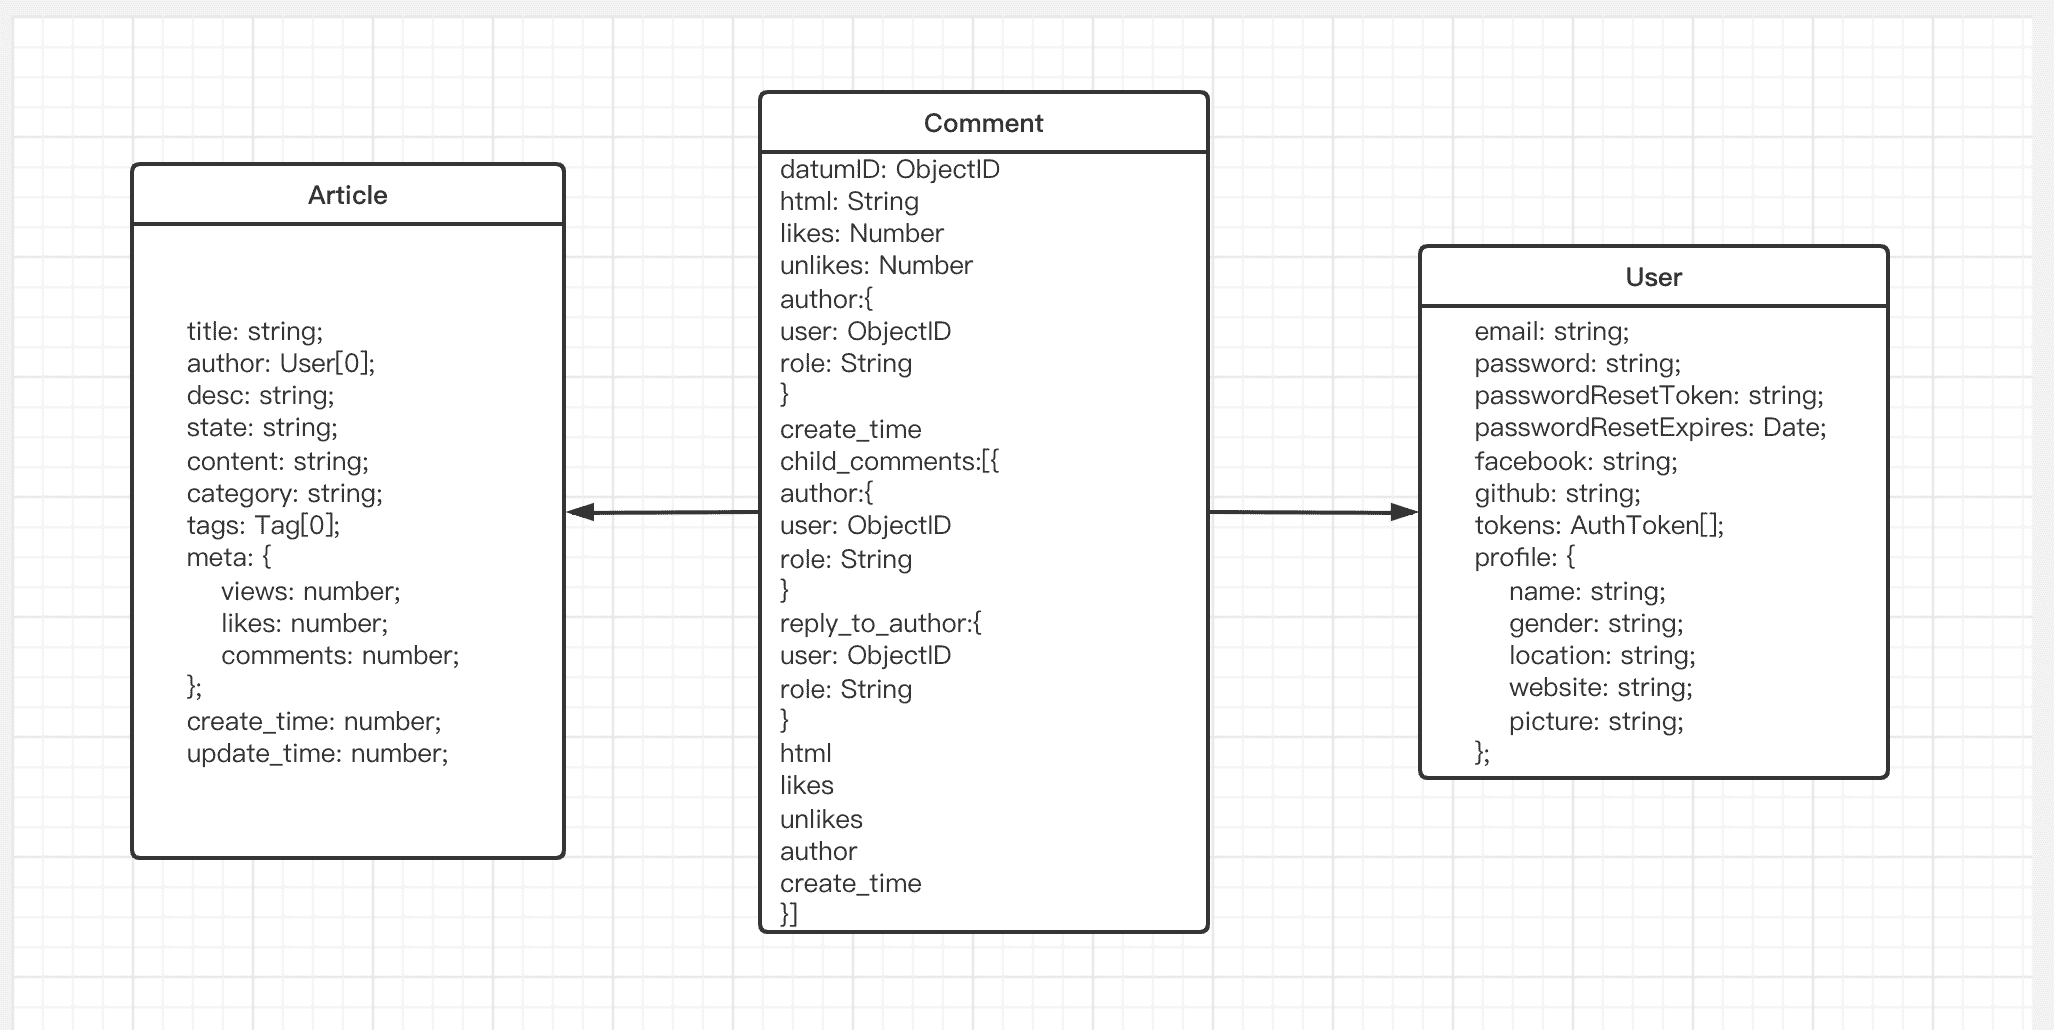 Article
title: string;
author: User[0];
desc: string;
state: string;
content: string;
category: string;
tags: Tag[0];
meta: {
views: number;
likes: number;
comments: number;
};
create_time: number;
update_time: number;
Comment
datumID: ObjectID
html: String
likes: Number
unlikes: Number
author:{
user: ObjectID
role: String
}
create_time
child_comments:[{
author:{
user: ObjectID
role: String
}
reply_to_author:{
user: ObjectID
role: String
}
html
likes
unlikes
author
create_time
}]
User
email: string;
password: string;
passwordResetToken: string;
passwordResetExpires: Date;
facebook: string;
github: string;
tokens: AuthToken[];
profile: {
name: string;
gender: string;
location: string;
website: string;
picture: string;
};